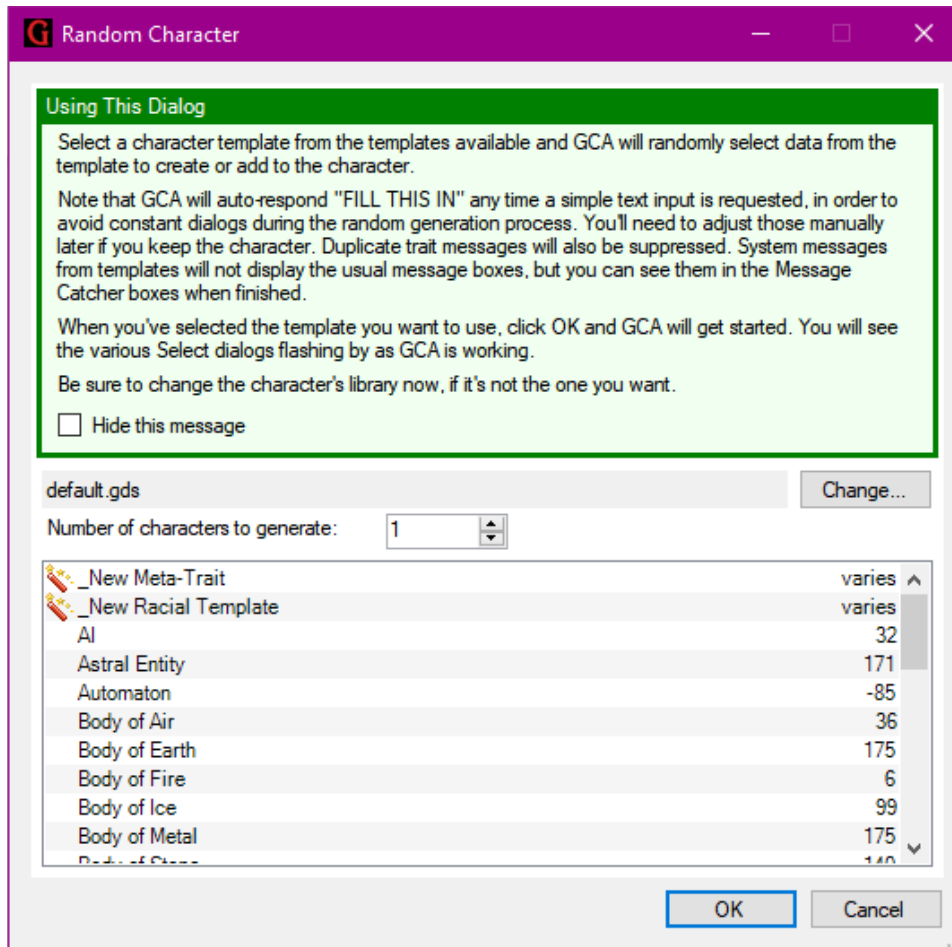 G Random Character
Using This Dialog
Select a character template from the templates available and GCA will randomly select data from the
template to create or add to the character.
Note that GCA will auto-respond "FILL THIS IN" any time a simple text input is requested, in order to
avoid constant dialogs during the random generation process. You'll need to adjust those manually
later if you keep the character. Duplicate trait messages will also be suppressed. System messages
from templates will not display the usual message boxes, but you can see them in the Message
Catcher boxes when finished.
When you've selected the template you want to use, click OK and GCA will get started. You will see
the various Select dialogs flashing by as GCA is working.
Be sure to change the character's library now, if it's not the one you want.
Hide this message
default.gds Change...
Number of characters to generate: 1
_New Meta-Trait varies
_New Racial Template varies
AI 32
Astral Entity 171
Automaton -85
Body of Air 36
Body of Earth 175
Body of Fire 6
Body of Ice 99
Body of Metal 175
Body of Stone
OK Cancel